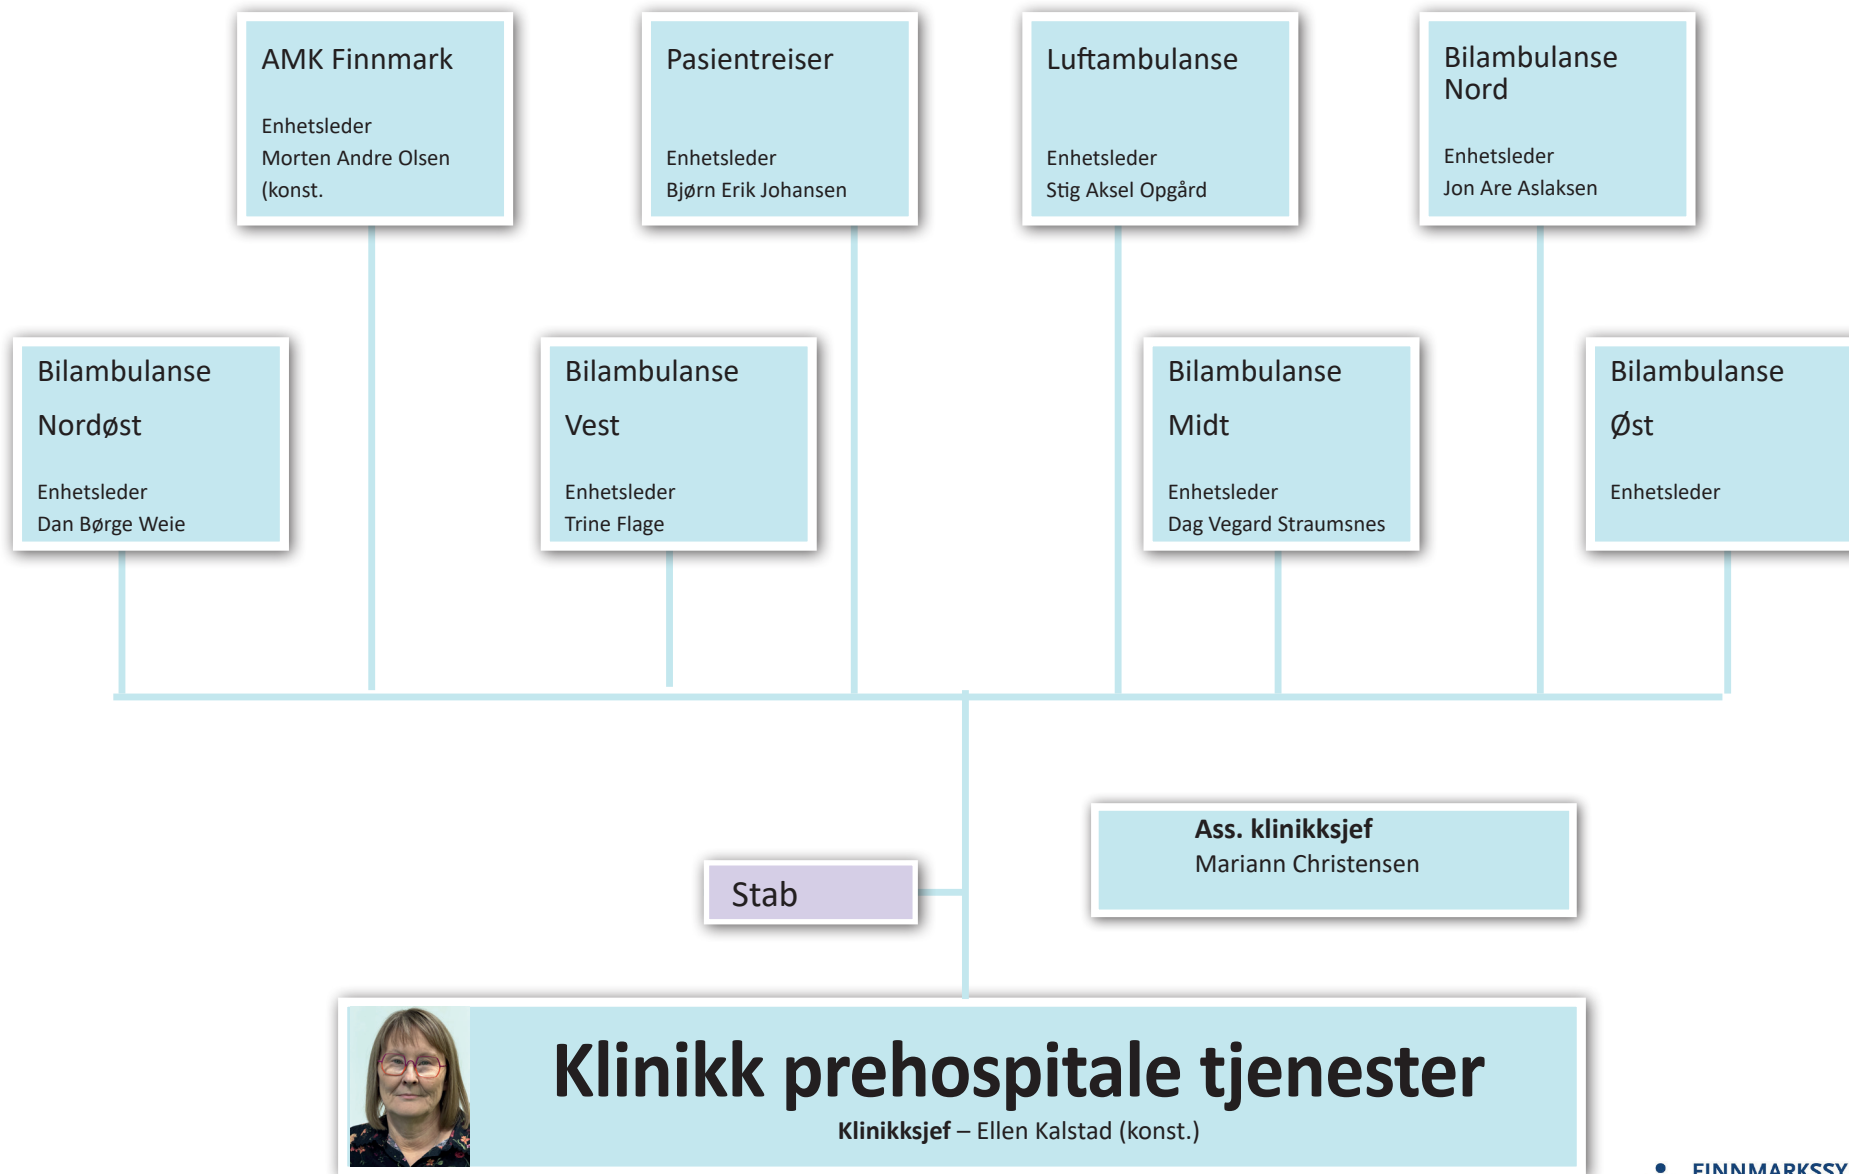 AMK Finnmark
Enhetsleder
Morten Andre Olsen
(konst.
Pasientreiser
Enhetsleder
Bjørn Erik Johansen
Luftambulanse
Enhetsleder
Stig Aksel Opgård
Bilambulanse
Nord
Enhetsleder
Jon Are Aslaksen
Bilambulanse
Nordøst
Enhetsleder
Dan Børge Weie
Bilambulanse
Vest
Enhetsleder
Trine Flage
Bilambulanse
Midt
Enhetsleder
Dag Vegard Straumsnes
Bilambulanse
Øst
Enhetsleder
Ass. klinikksjef
Mariann Christensen
Stab
Klinikk prehospitale tjenester
Klinikksjef – Ellen Kalstad (konst.)